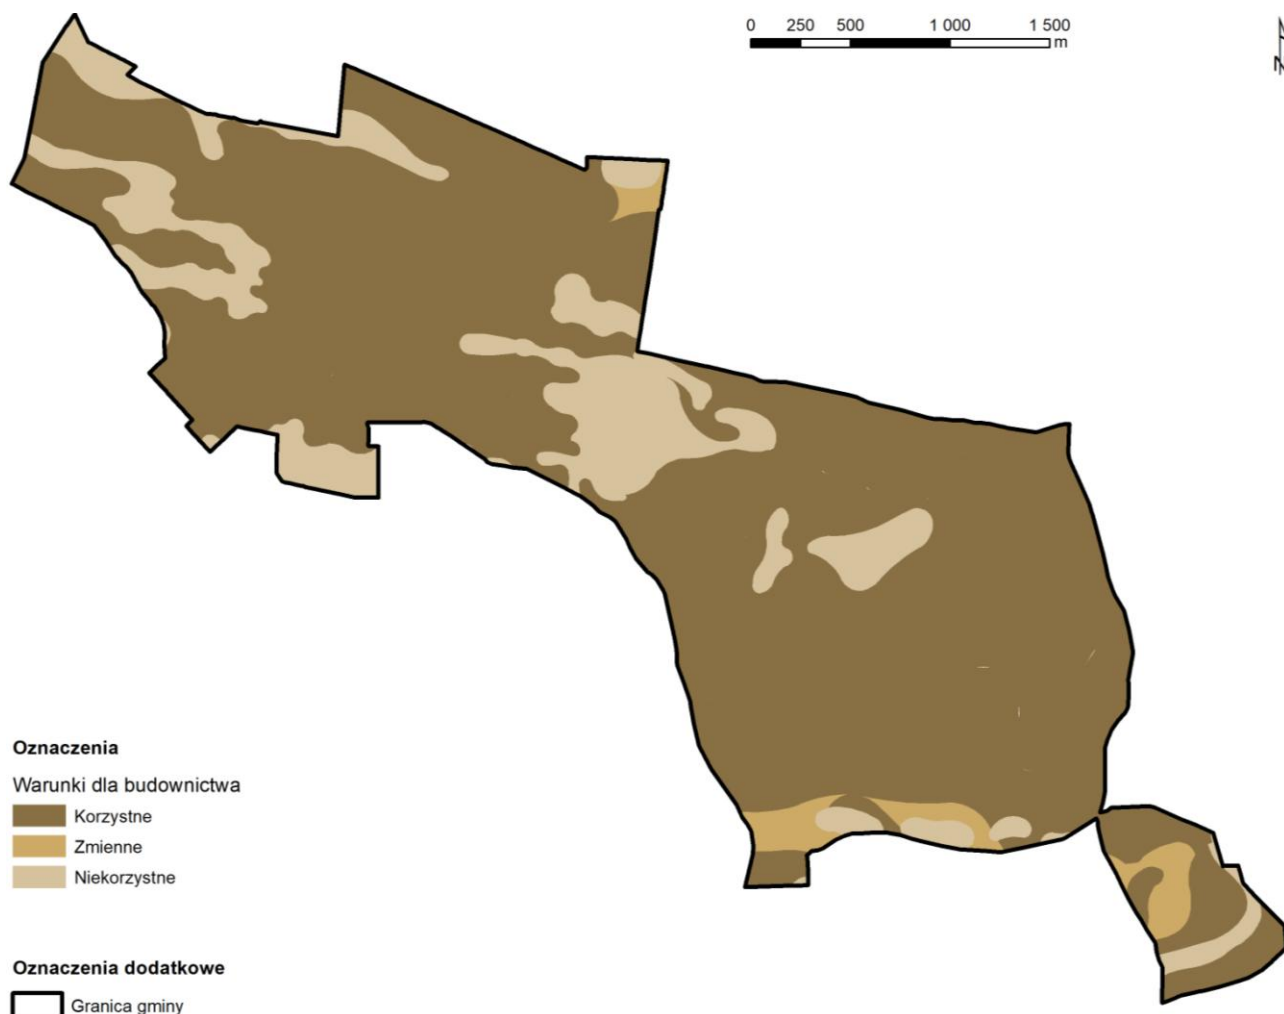 0 250 500 1 000 1 500
m
N
Oznaczenia
Warunki dla budownictwa
Korzystne
Zmienne
Niekorzystne
Oznaczenia dodatkowe
Granica gminy